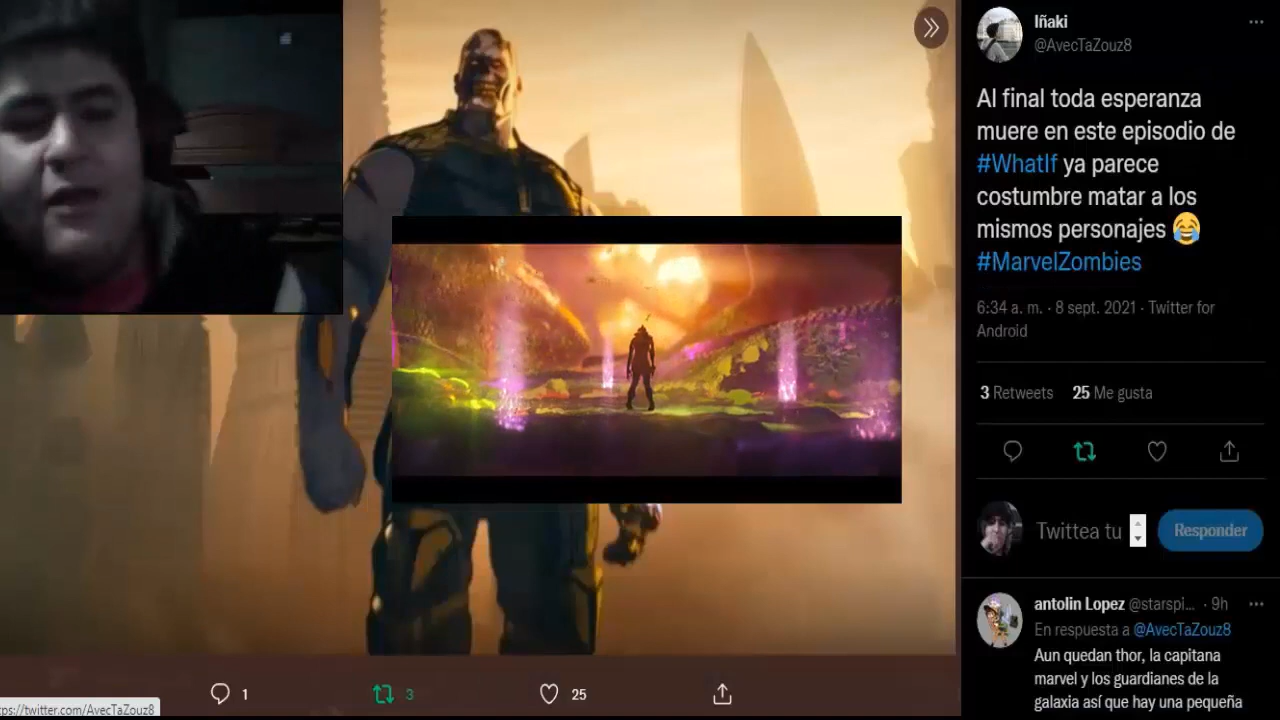 Iñaki
@AvecTaZouz8
Al final toda esperanza
muere en este episodio de
#WhatIf ya parece
costumbre matar a los
mismos personajes 😂
#MarvelZombies
6:34 a. m. · 8 sept. 2021 · Twitter for
Android
3 Retweets 25 Me gusta
Twittea tu
Responder
antolin Lopez @starspi... · 9h
En respuesta a @AvecTaZouz8
Aun quedan thor, la capitana
marvel y los guardianes de la
galaxia así que hay una pequeña
1 3 25
ps://twitter.com/AvecTaZouz8